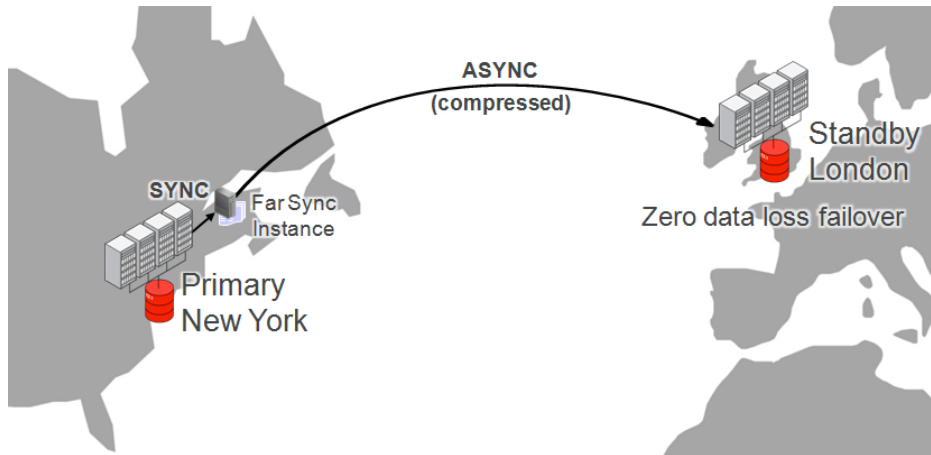 ASYNC
(compressed)
Standby
London
Zero data loss failover
SYNC
Far Sync
Instance
Primary
New York